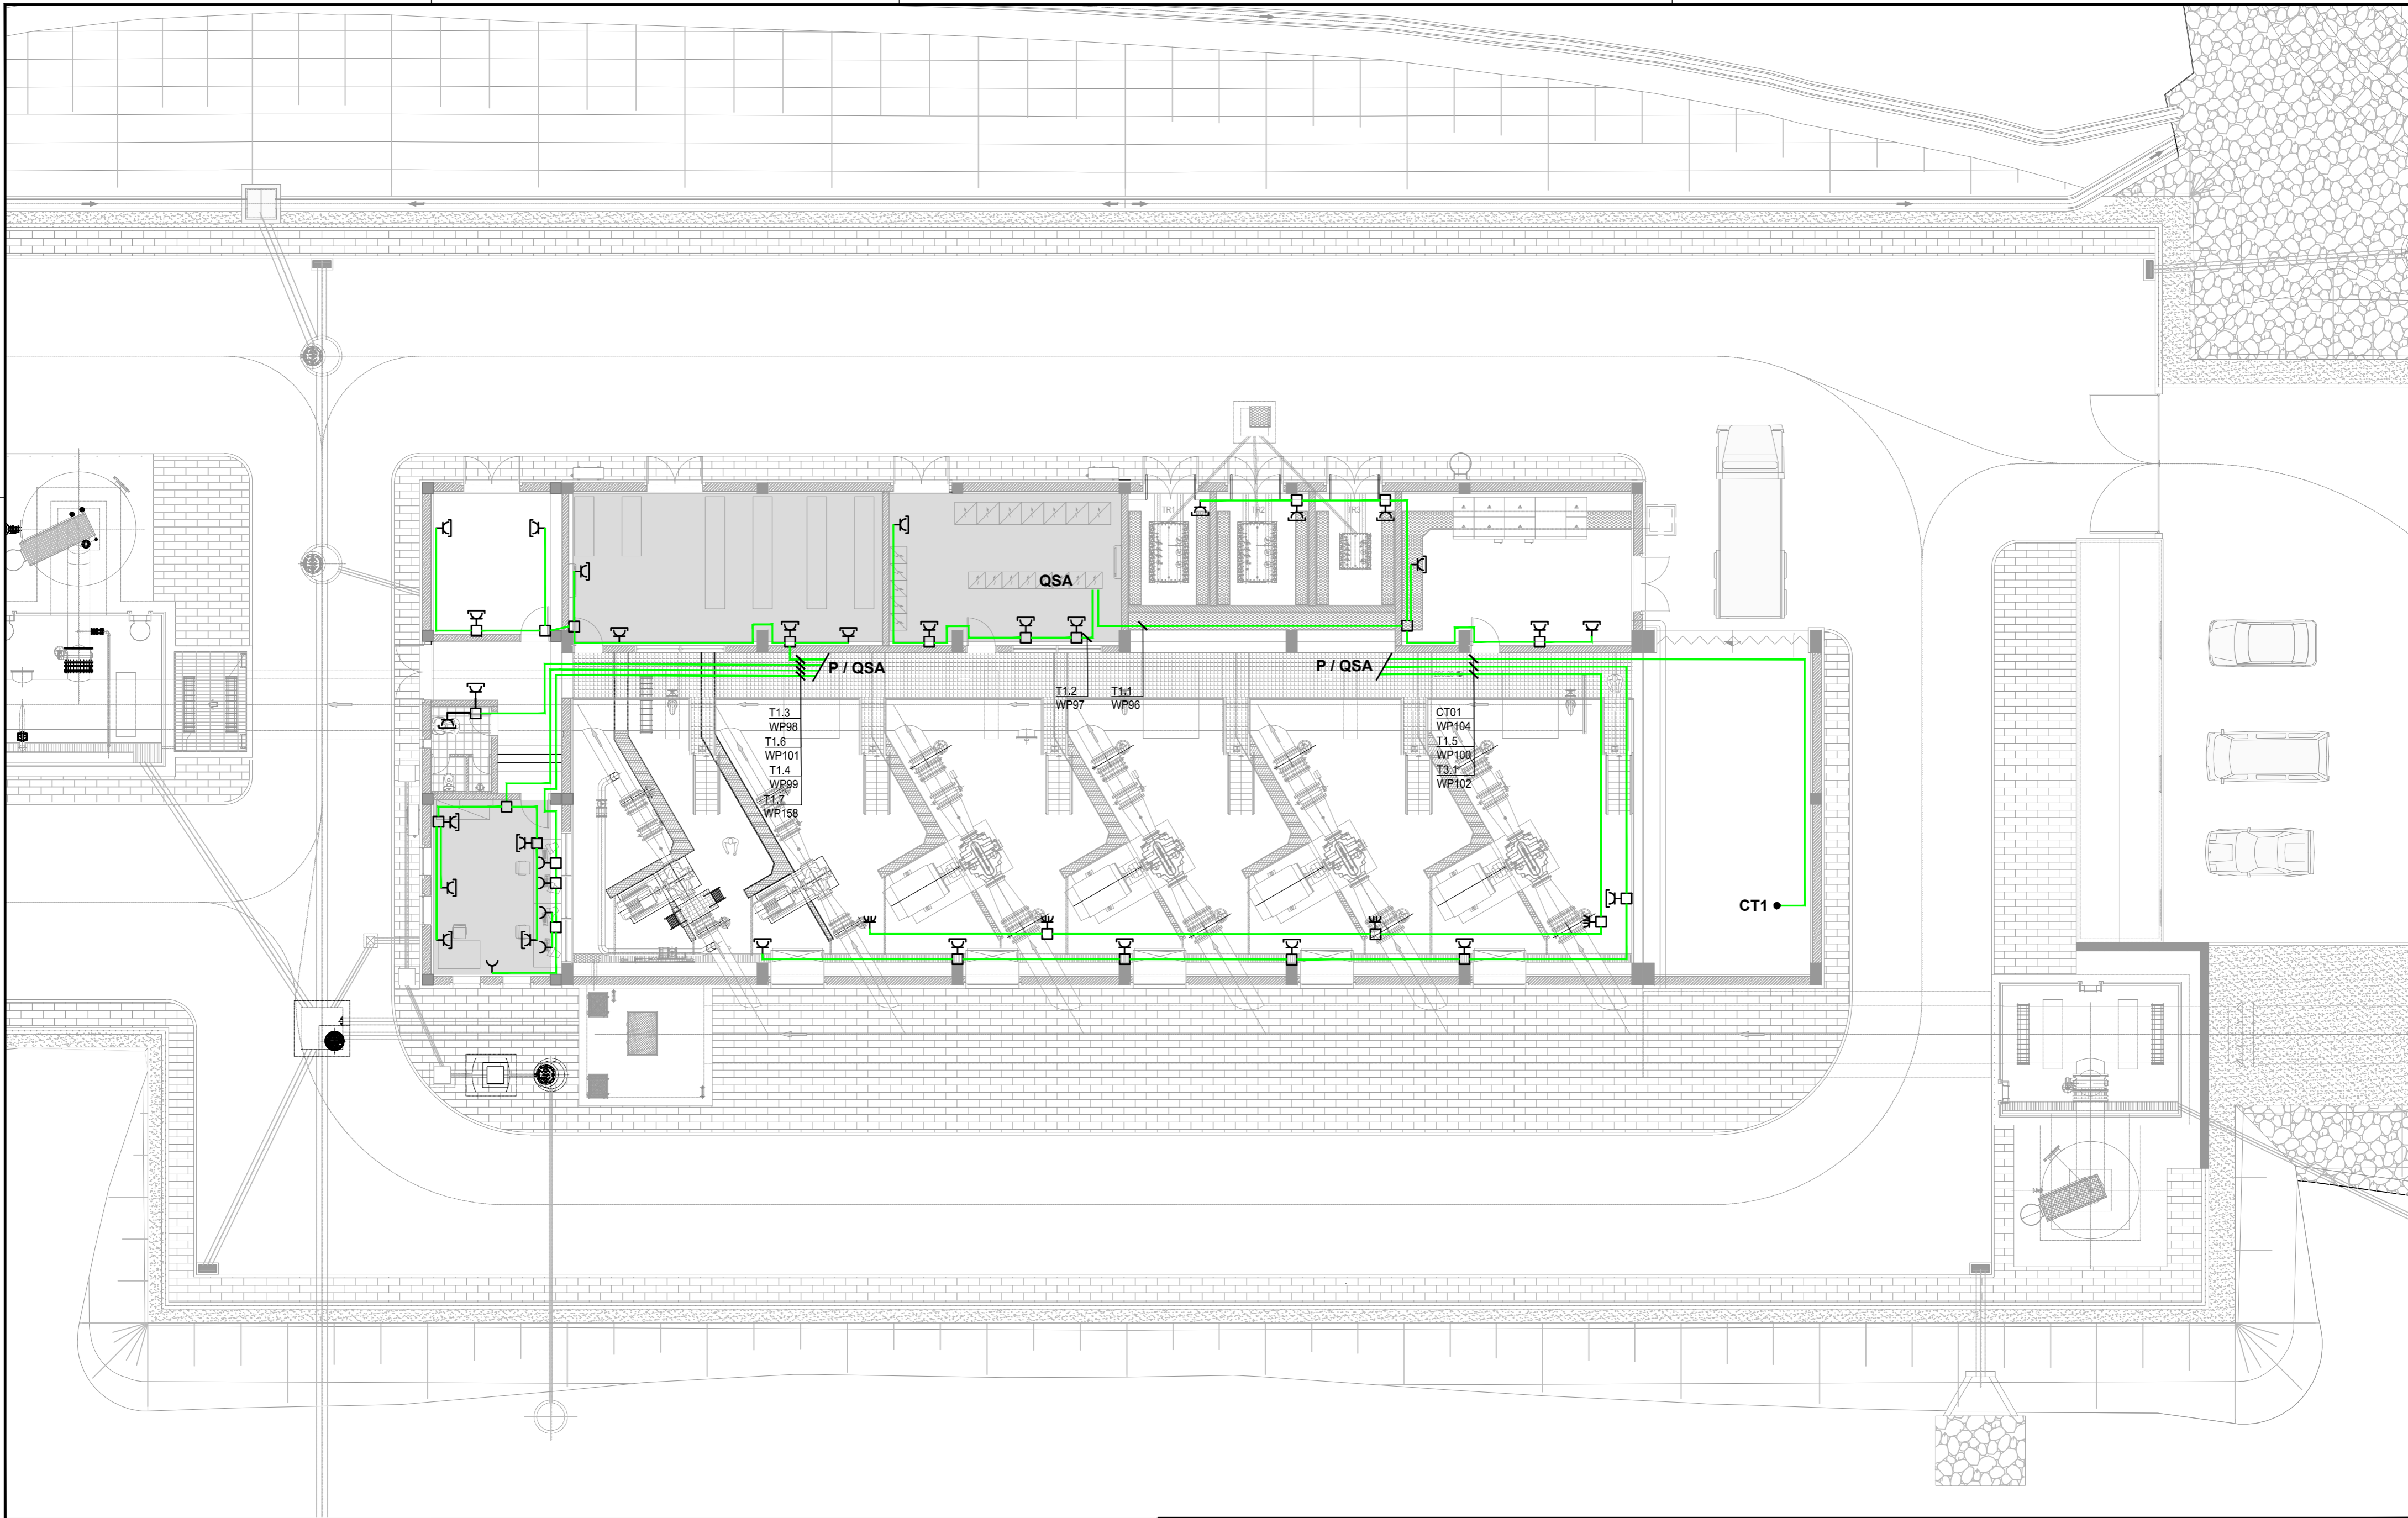 TR1
TR2
TR3
QSA
P / QSA
P / QSA
T1.2
WP97
T1.1
WP96
T1.3
WP98
T1.6
WP101
T1.4
WP99
T1.7
WP158
CT01
WP104
T1.5
WP100
T3.1
WP102
CT1